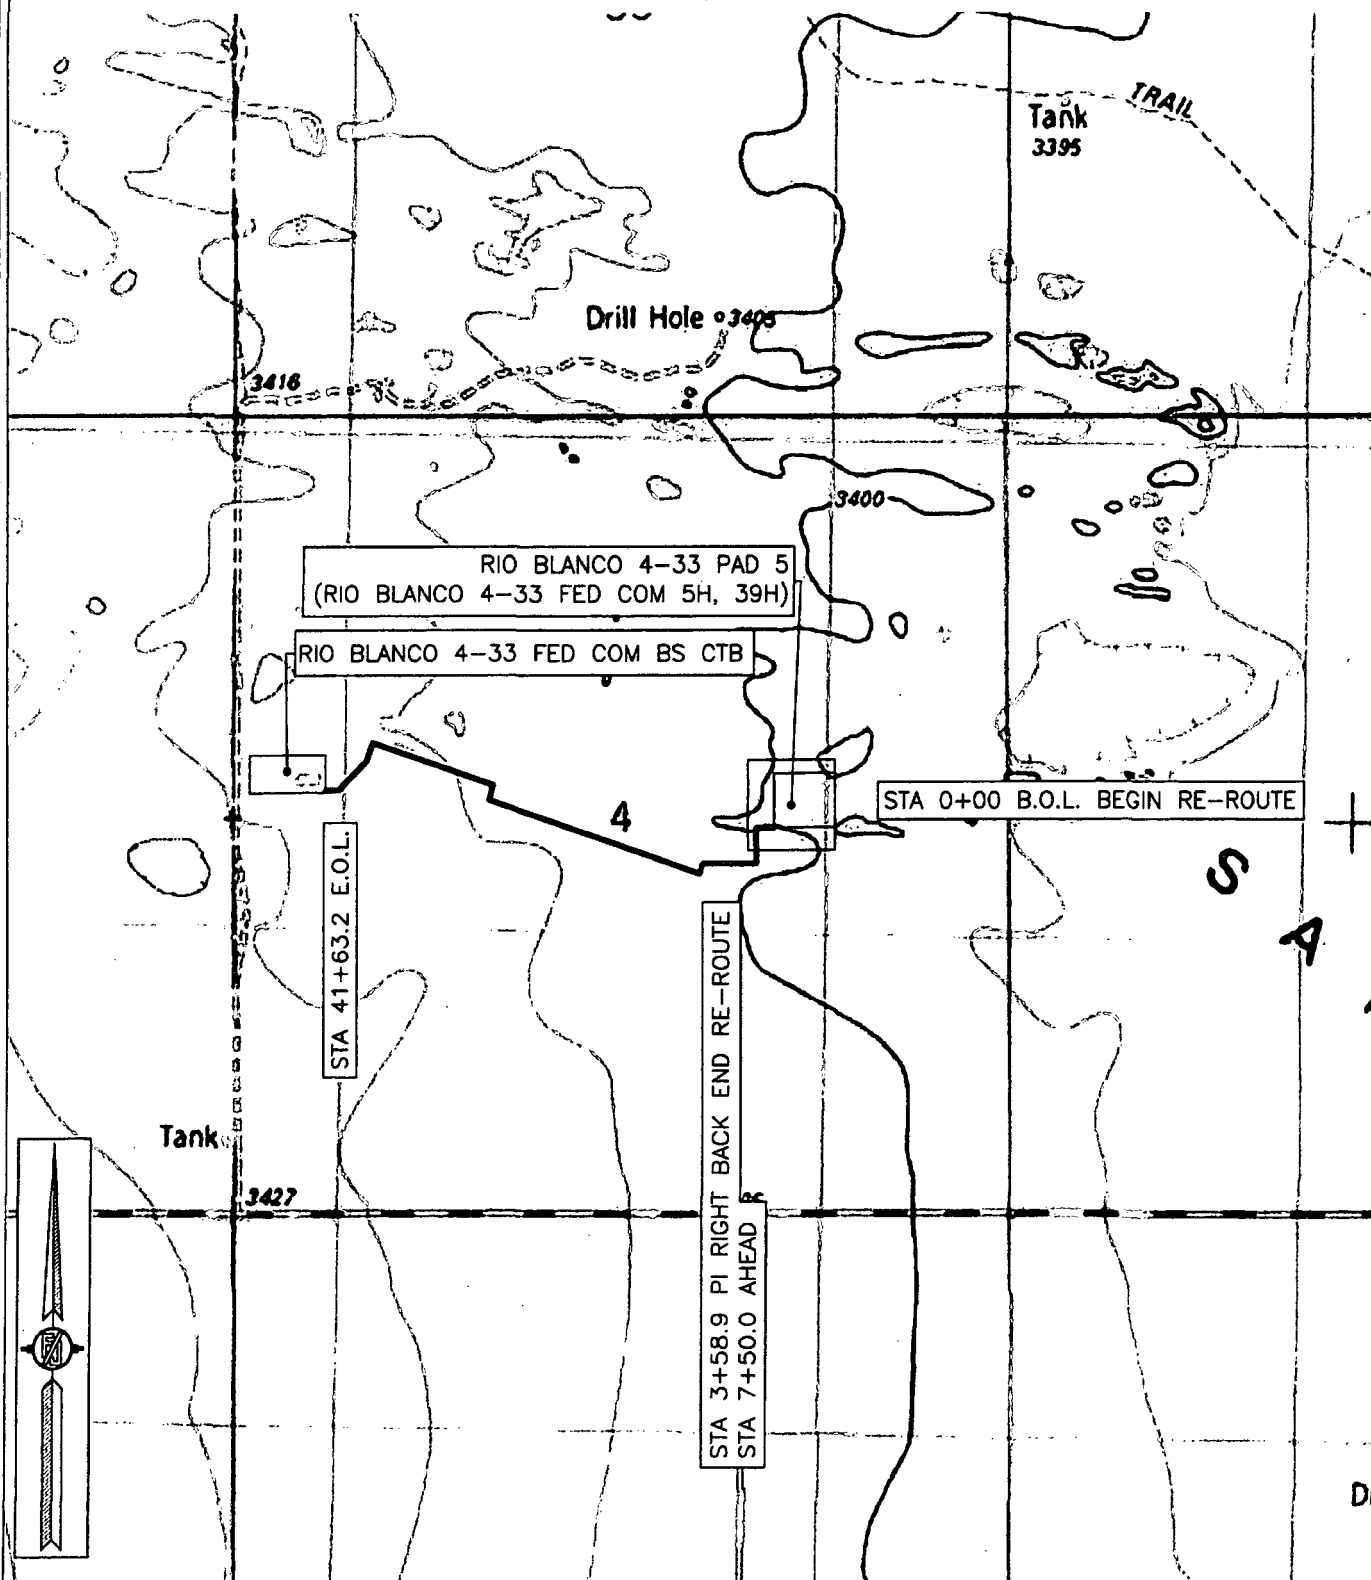 TRAIL
Tank
3395
Drill Hole 3405
3416
3400
RIO BLANCO 4-33 PAD 5
(RIO BLANCO 4-33 FED COM 5H, 39H)
RIO BLANCO 4-33 FED COM BS CTB
4
STA 0+00 B.O.L. BEGIN RE-ROUTE
S
A
STA 41+63.2 E.O.L.
STA 3+58.9 PI RIGHT BACK END RE-ROUTE
STA 7+50.0 AHEAD
Tank
3427